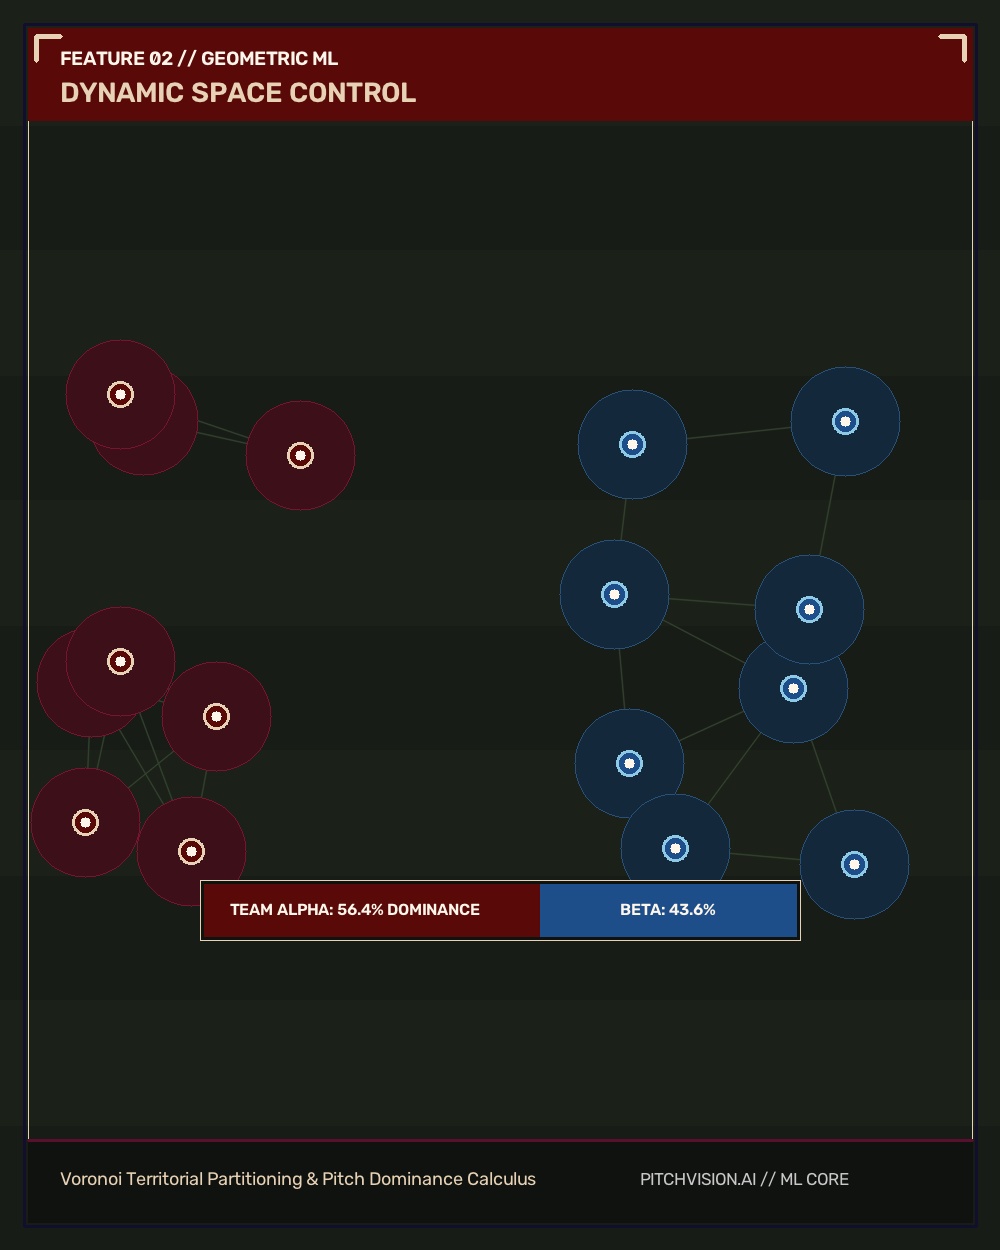 FEATURE 02 // GEOMETRIC ML
DYNAMIC SPACE CONTROL
TEAM ALPHA: 56.4% DOMINANCE
BETA: 43.6%
Voronoi Territorial Partitioning & Pitch Dominance Calculus
PITCHVISION.AI // ML CORE